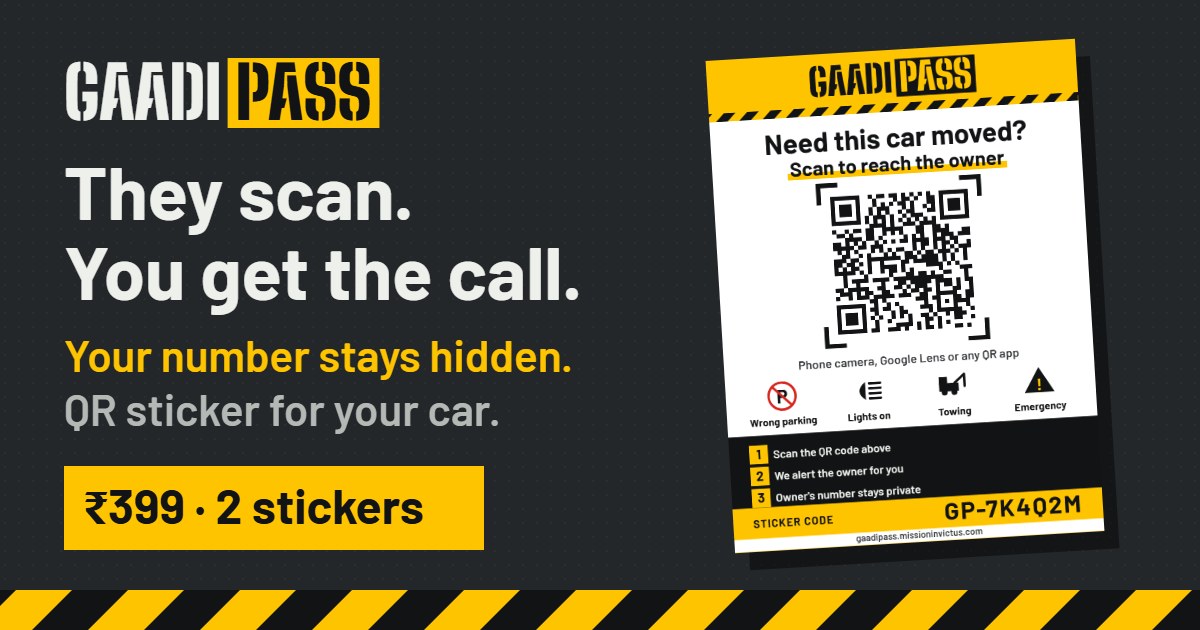 GAADI PASS
They scan.
You get the call.
Your number stays hidden.
QR sticker for your car.
₹399 · 2 stickers
GAADI PASS
Need this car moved?
Scan to reach the owner
Phone camera, Google Lens or any QR app
P
Wrong parking
Lights on
Towing
!
Emergency
1 Scan the QR code above
2 We alert the owner for you
3 Owner's number stays private
STICKER CODE GP-7K4Q2M
gaadipass.missioninvictus.com